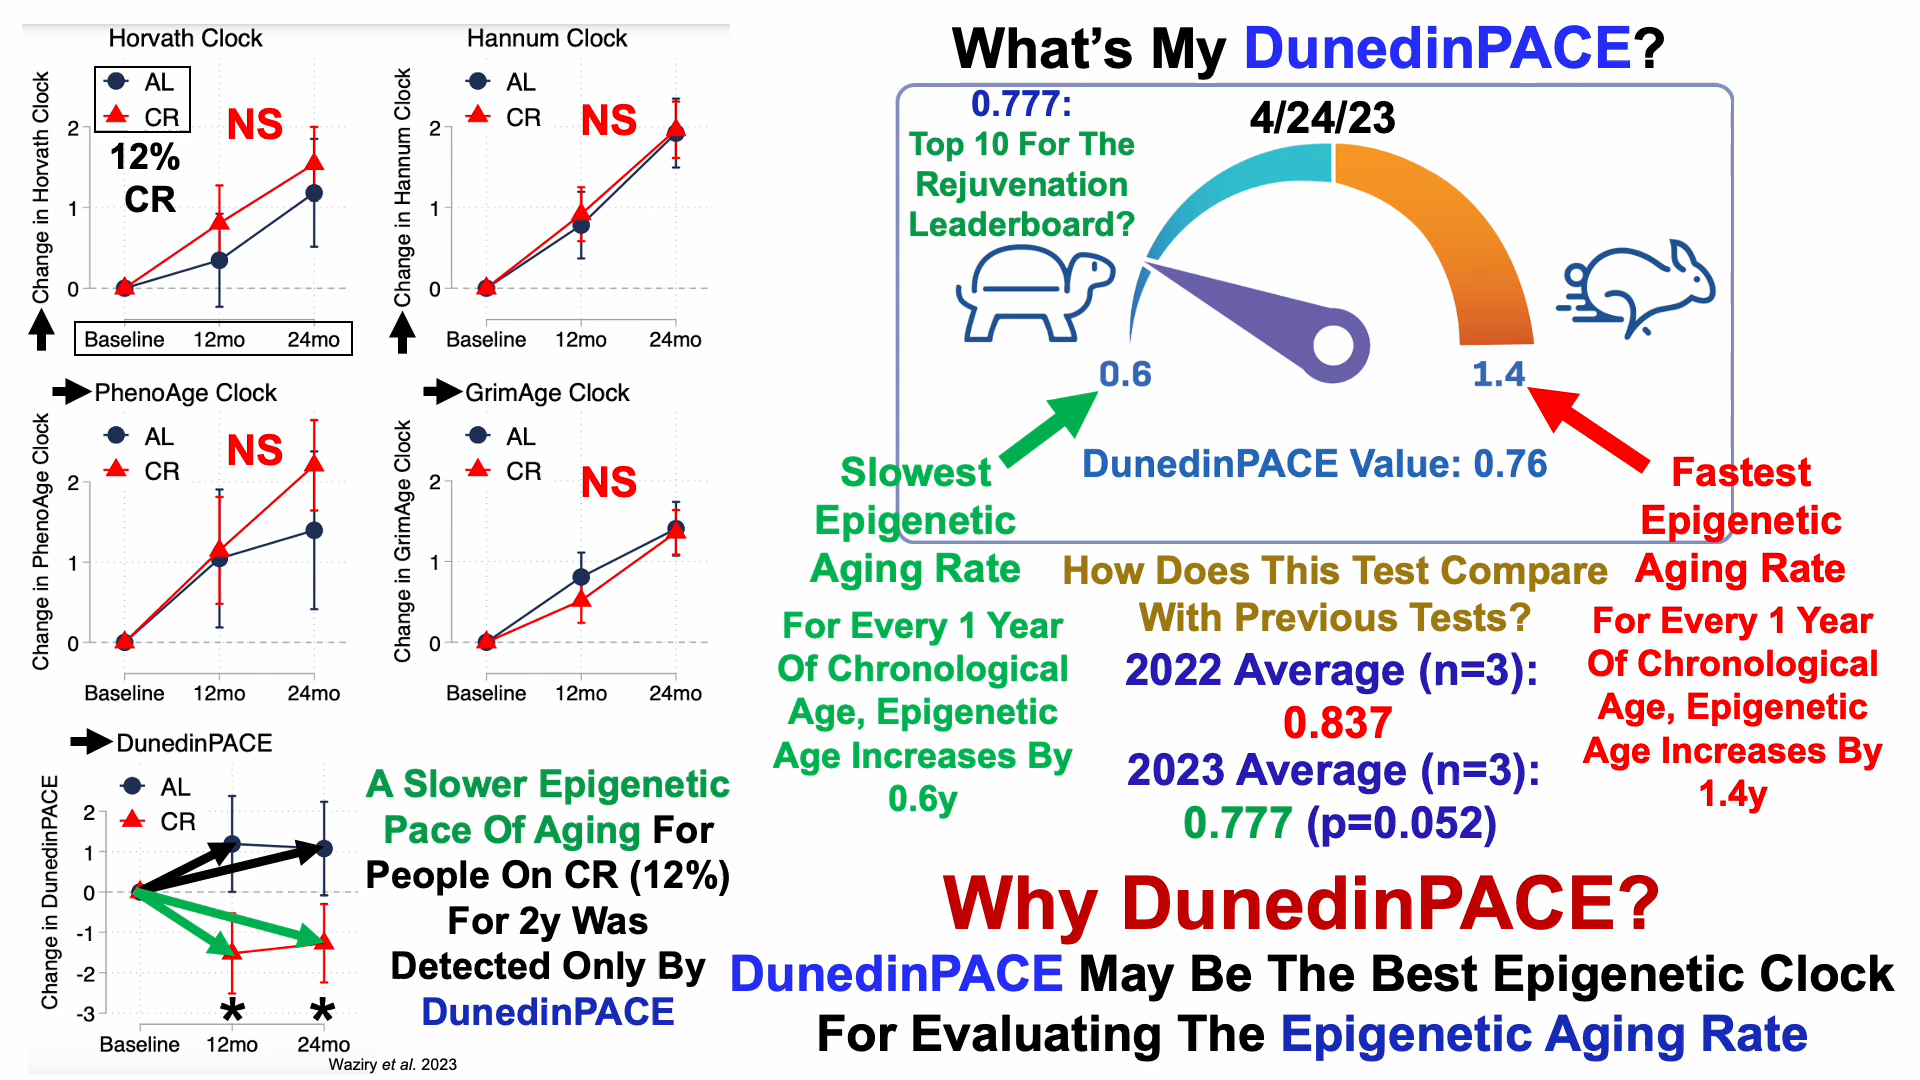 Horvath Clock
Change in Horvath Clock
AL
CR
NS
12%
CR
2
1
0
Baseline
12mo
24mo
Hannum Clock
Change in Hannum Clock
AL
CR
NS
2
1
0
Baseline
12mo
24mo
PhenoAge Clock
Change in PhenoAge Clock
AL
CR
NS
2
1
0
Baseline
12mo
24mo
GrimAge Clock
Change in GrimAge Clock
AL
CR
NS
2
1
0
Baseline
12mo
24mo
DunedinPACE
Change in DunedinPACE
AL
CR
2
1
0
-1
-2
-3
* *
Baseline
12mo
24mo
Waziry et al. 2023
A Slower Epigenetic
Pace Of Aging For
People On CR (12%)
For 2y Was
Detected Only By
DunedinPACE
What's My DunedinPACE?
0.777:
Top 10 For The
Rejuvenation
Leaderboard?
4/24/23
0.6
1.4
DunedinPACE Value: 0.76
Slowest
Epigenetic
Aging Rate
For Every 1 Year
Of Chronological
Age, Epigenetic
Age Increases By
0.6y
How Does This Test Compare
With Previous Tests?
2022 Average (n=3):
0.837
2023 Average (n=3):
0.777 (p=0.052)
Fastest
Epigenetic
Aging Rate
For Every 1 Year
Of Chronological
Age, Epigenetic
Age Increases By
1.4y
Why DunedinPACE?
DunedinPACE May Be The Best Epigenetic Clock
For Evaluating The Epigenetic Aging Rate